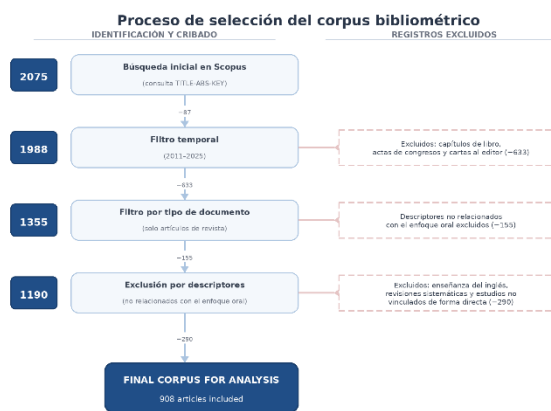 Proceso de selección del corpus bibliométrico
IDENTIFICACIÓN Y CRIBADO
REGISTROS EXCLUIDOS
2075
Búsqueda inicial en Scopus
(consulta TITLE-ABS-KEY)
−87
1988
Filtro temporal
(2011–2025)
Excluidos: capítulos de libro,
actas de congresos y cartas al editor (−633)
−633
1355
Filtro por tipo de documento
(solo artículos de revista)
Descriptores no relacionados
con el enfoque oral excluidos (−155)
−155
1190
Exclusión por descriptores
(no relacionados con el enfoque oral)
Excluidos: enseñanza del inglés,
revisiones sistemáticas y estudios no
vinculados de forma directa (−290)
−290
FINAL CORPUS FOR ANALYSIS
908 articles included